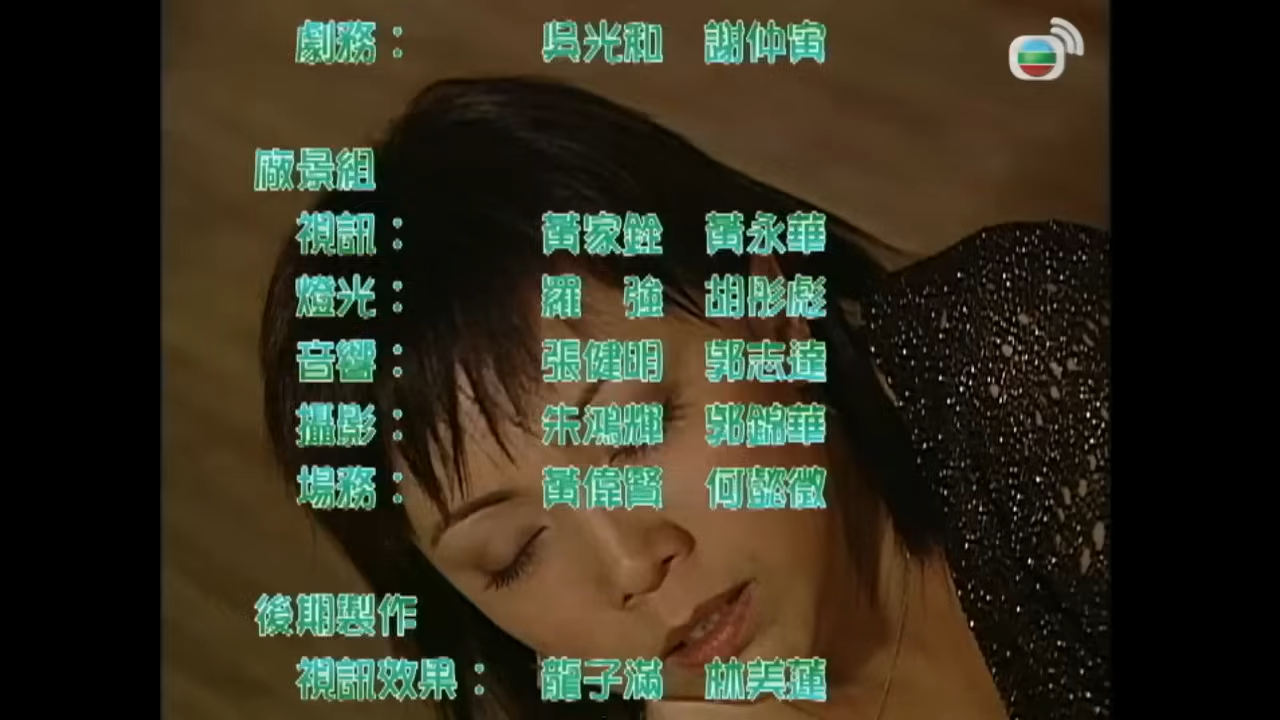 劇務： 吳光和 謝仲寅
廠景組
視訊： 黃家銓 黃永華
燈光： 羅強 胡彤彪
音響： 張健明 郭志達
攝影： 朱鴻輝 郭錦華
場務： 黃偉賢 何懿徵
後期製作
視訊效果： 龍子滿 林美蓮